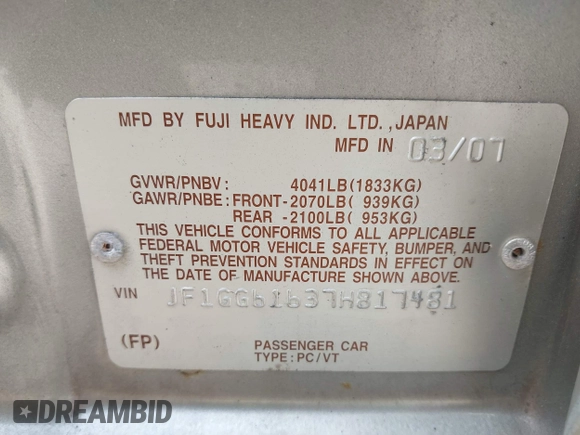 MFD BY FUJI HEAVY IND. LTD.,JAPAN
MFD IN 03/07
GVWR/PNBV: 4041LB(1833KG)
GAWR/PNBE: FRONT-2070LB( 939KG)
REAR -2100LB( 953KG)
THIS VEHICLE CONFORMS TO ALL APPLICABLE
FEDERAL MOTOR VEHICLE SAFETY, BUMPER, AND
THEFT PREVENTION STANDARDS IN EFFECT ON
THE DATE OF MANUFACTURE SHOWN ABOVE.
VIN JF1GG61637H817481
(FP) PASSENGER CAR
TYPE:PC/VT
DREAMBID